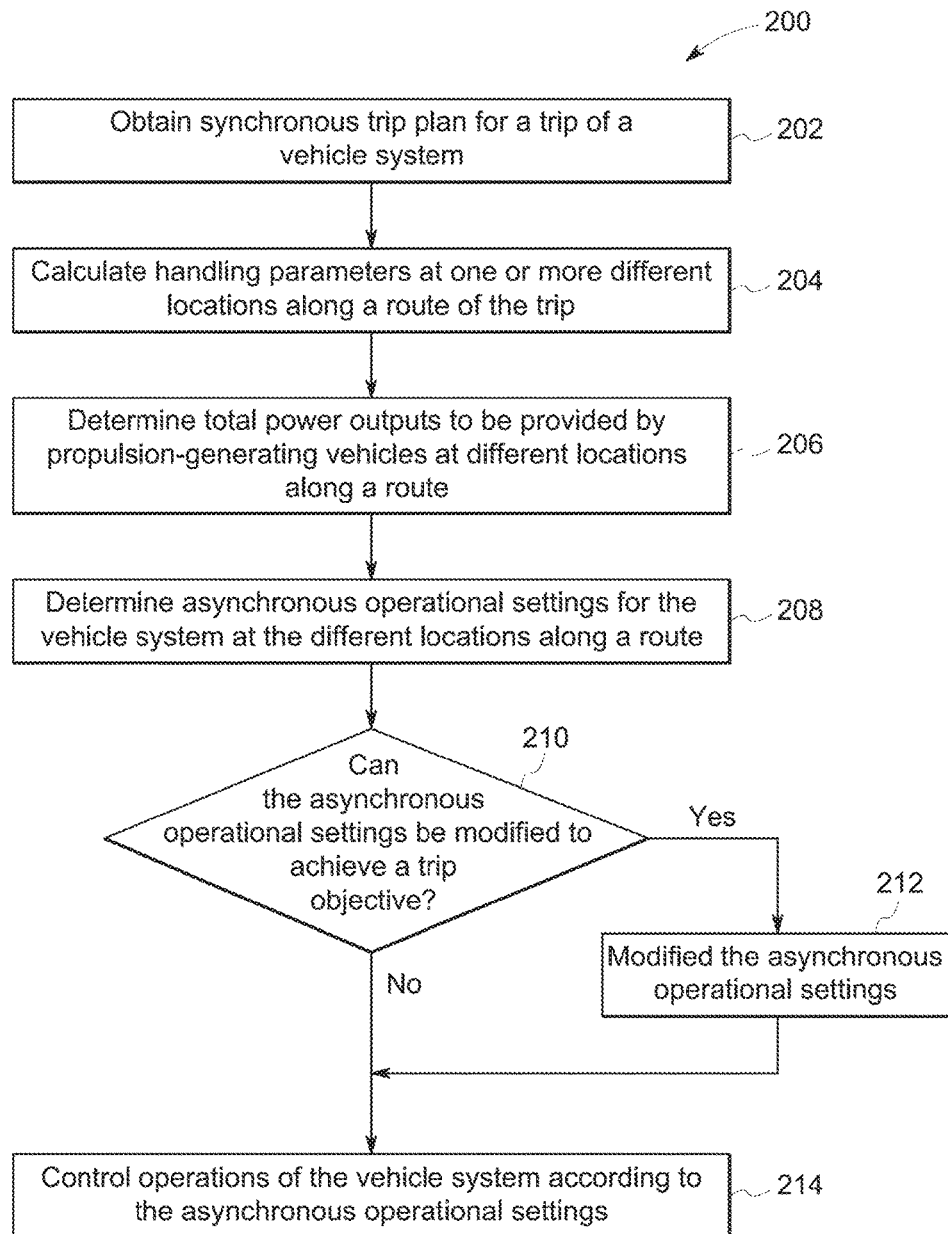 200
Obtain synchronous trip plan for a trip of a
vehicle system
202
Calculate handling parameters at one or more different
locations along a route of the trip
204
Determine total power outputs to be provided by
propulsion-generating vehicles at different locations
along a route
206
Determine asynchronous operational settings for the
vehicle system at the different locations along a route
208
210
Can
the asynchronous
operational settings be modified to
achieve a trip
objective?
Yes
212
Modified the asynchronous
operational settings
No
Control operations of the vehicle system according to
the asynchronous operational settings
214